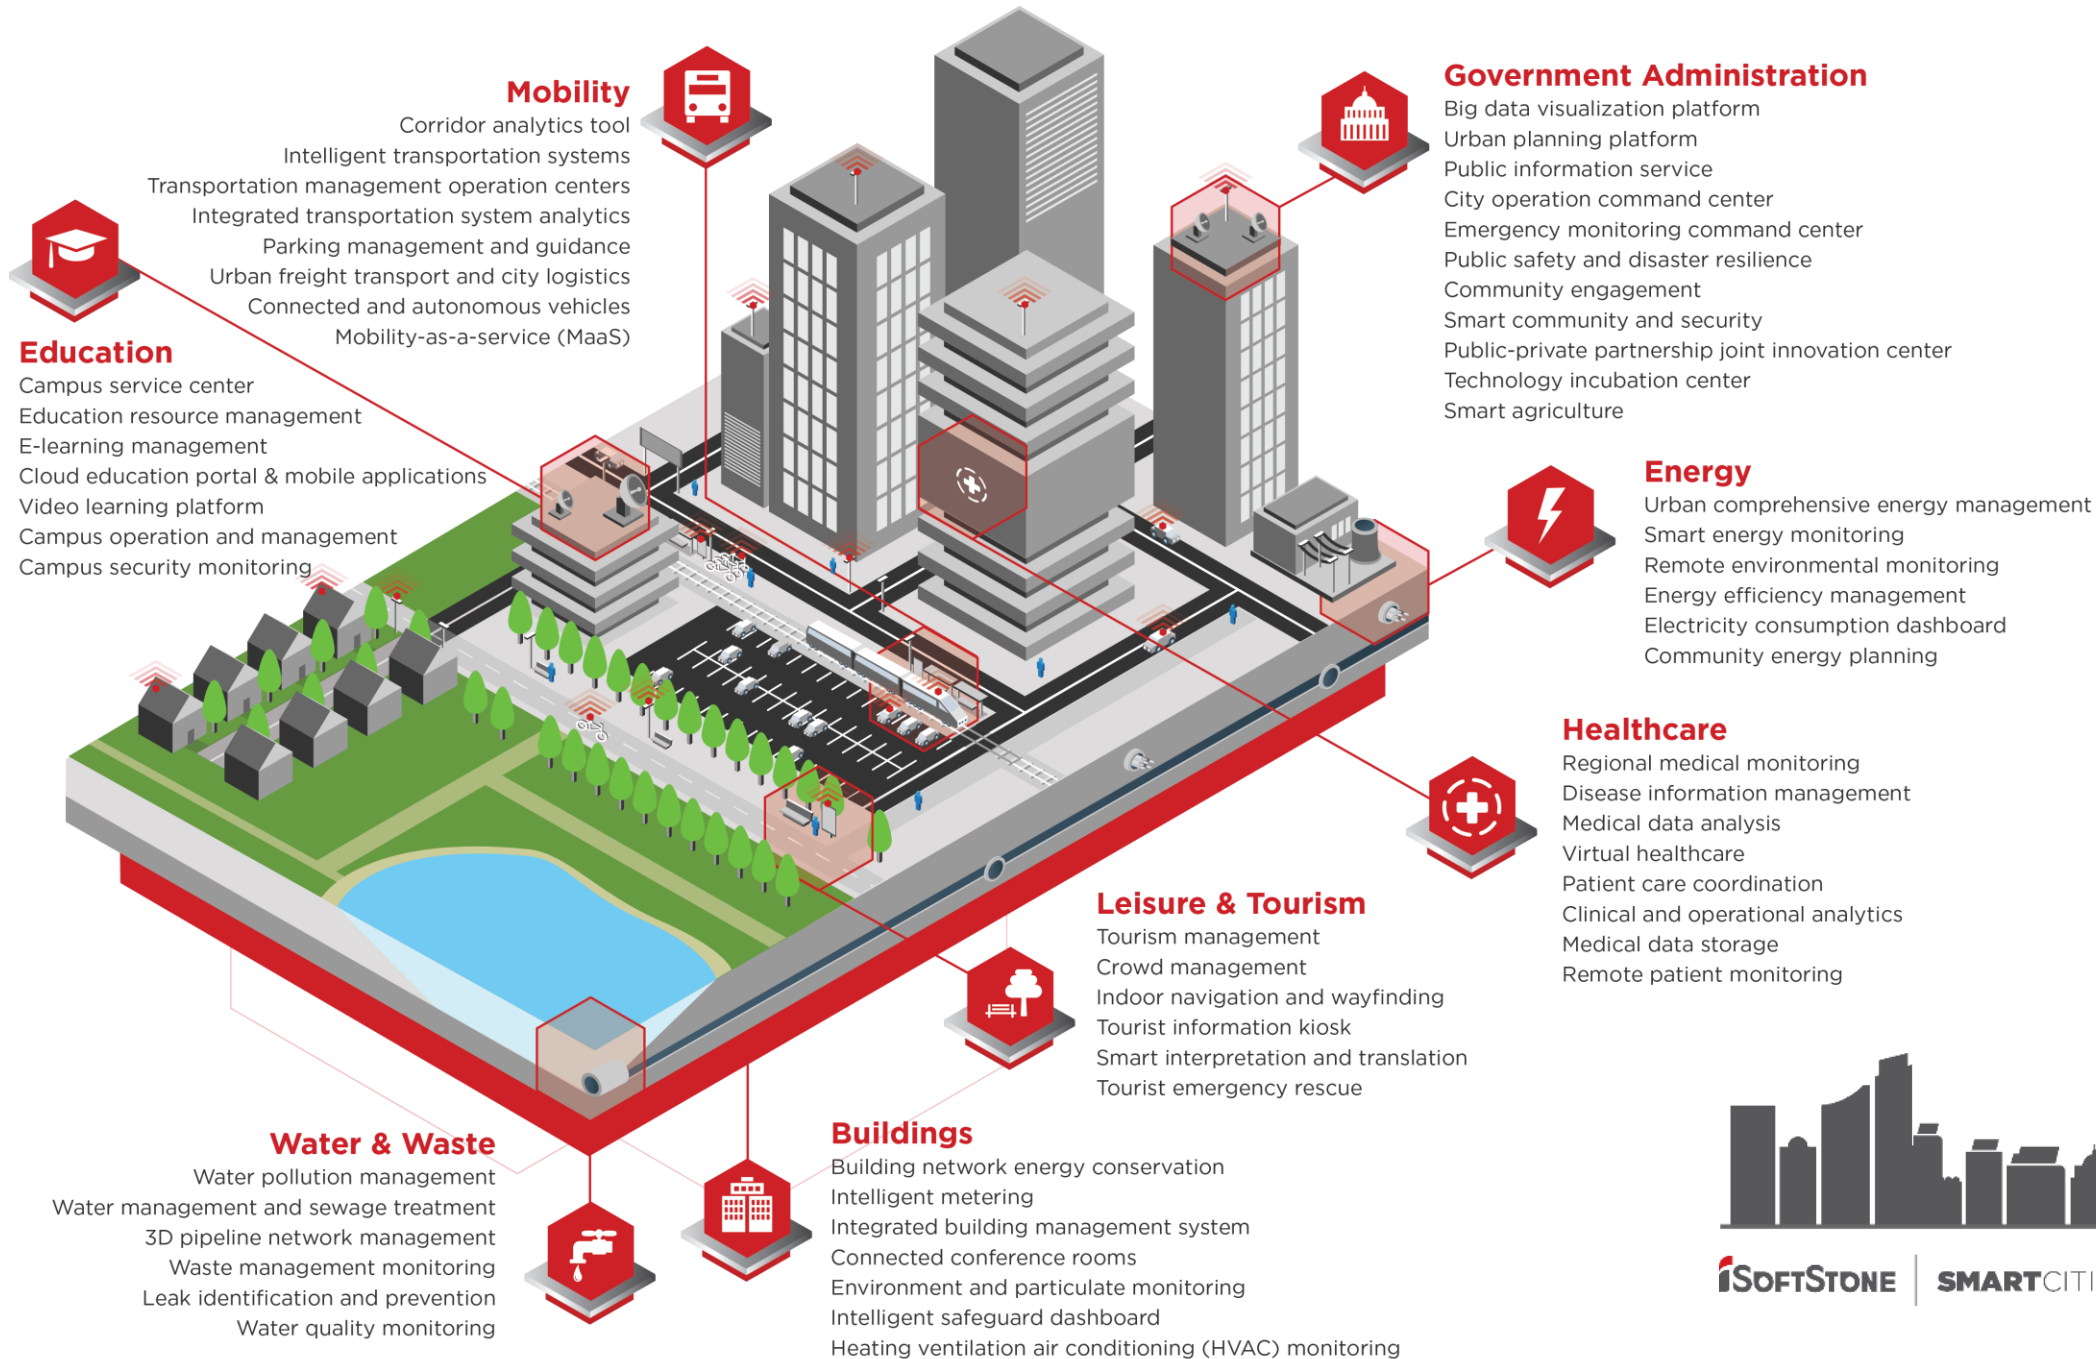 Mobility
Corridor analytics tool
Intelligent transportation systems
Transportation management operation centers
Integrated transportation system analytics
Parking management and guidance
Urban freight transport and city logistics
Connected and autonomous vehicles
Mobility-as-a-service (MaaS)
Government Administration
Big data visualization platform
Urban planning platform
Public information service
City operation command center
Emergency monitoring command center
Public safety and disaster resilience
Community engagement
Smart community and security
Public-private partnership joint innovation center
Technology incubation center
Smart agriculture
Education
Campus service center
Education resource management
E-learning management
Cloud education portal & mobile applications
Video learning platform
Campus operation and management
Campus security monitoring
Energy
Urban comprehensive energy management
Smart energy monitoring
Remote environmental monitoring
Energy efficiency management
Electricity consumption dashboard
Community energy planning
Healthcare
Regional medical monitoring
Disease information management
Medical data analysis
Virtual healthcare
Patient care coordination
Clinical and operational analytics
Medical data storage
Remote patient monitoring
Leisure & Tourism
Tourism management
Crowd management
Indoor navigation and wayfinding
Tourist information kiosk
Smart interpretation and translation
Tourist emergency rescue
Water & Waste
Water pollution management
Water management and sewage treatment
3D pipeline network management
Waste management monitoring
Leak identification and prevention
Water quality monitoring
Buildings
Building network energy conservation
Intelligent metering
Integrated building management system
Connected conference rooms
Environment and particulate monitoring
Intelligent safeguard dashboard
Heating ventilation air conditioning (HVAC) monitoring
iSOFTSTONE
SMARTCITI